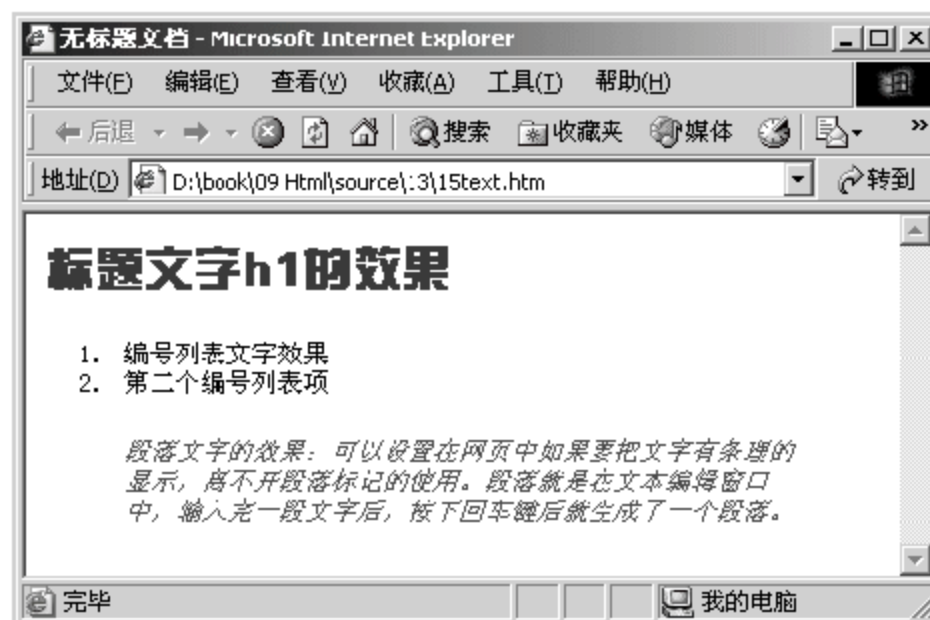 无标题文档 - Microsoft Internet Explorer
文件(F) 编辑(E) 查看(V) 收藏(A) 工具(T) 帮助(H)
后退 搜索 收藏夹 媒体 »
地址(D) D:\book\09 Html\source\13\15text.htm 转到
标题文字h1的效果
1. 编号列表文字效果
2. 第二个编号列表项
段落文字的效果：可以设置在网页中如果要把文字有条理的
显示，离不开段落标记的使用。段落就是在文本编辑窗口
中，输入完一段文字后，按下回车键后就生成了一个段落。
完毕 我的电脑